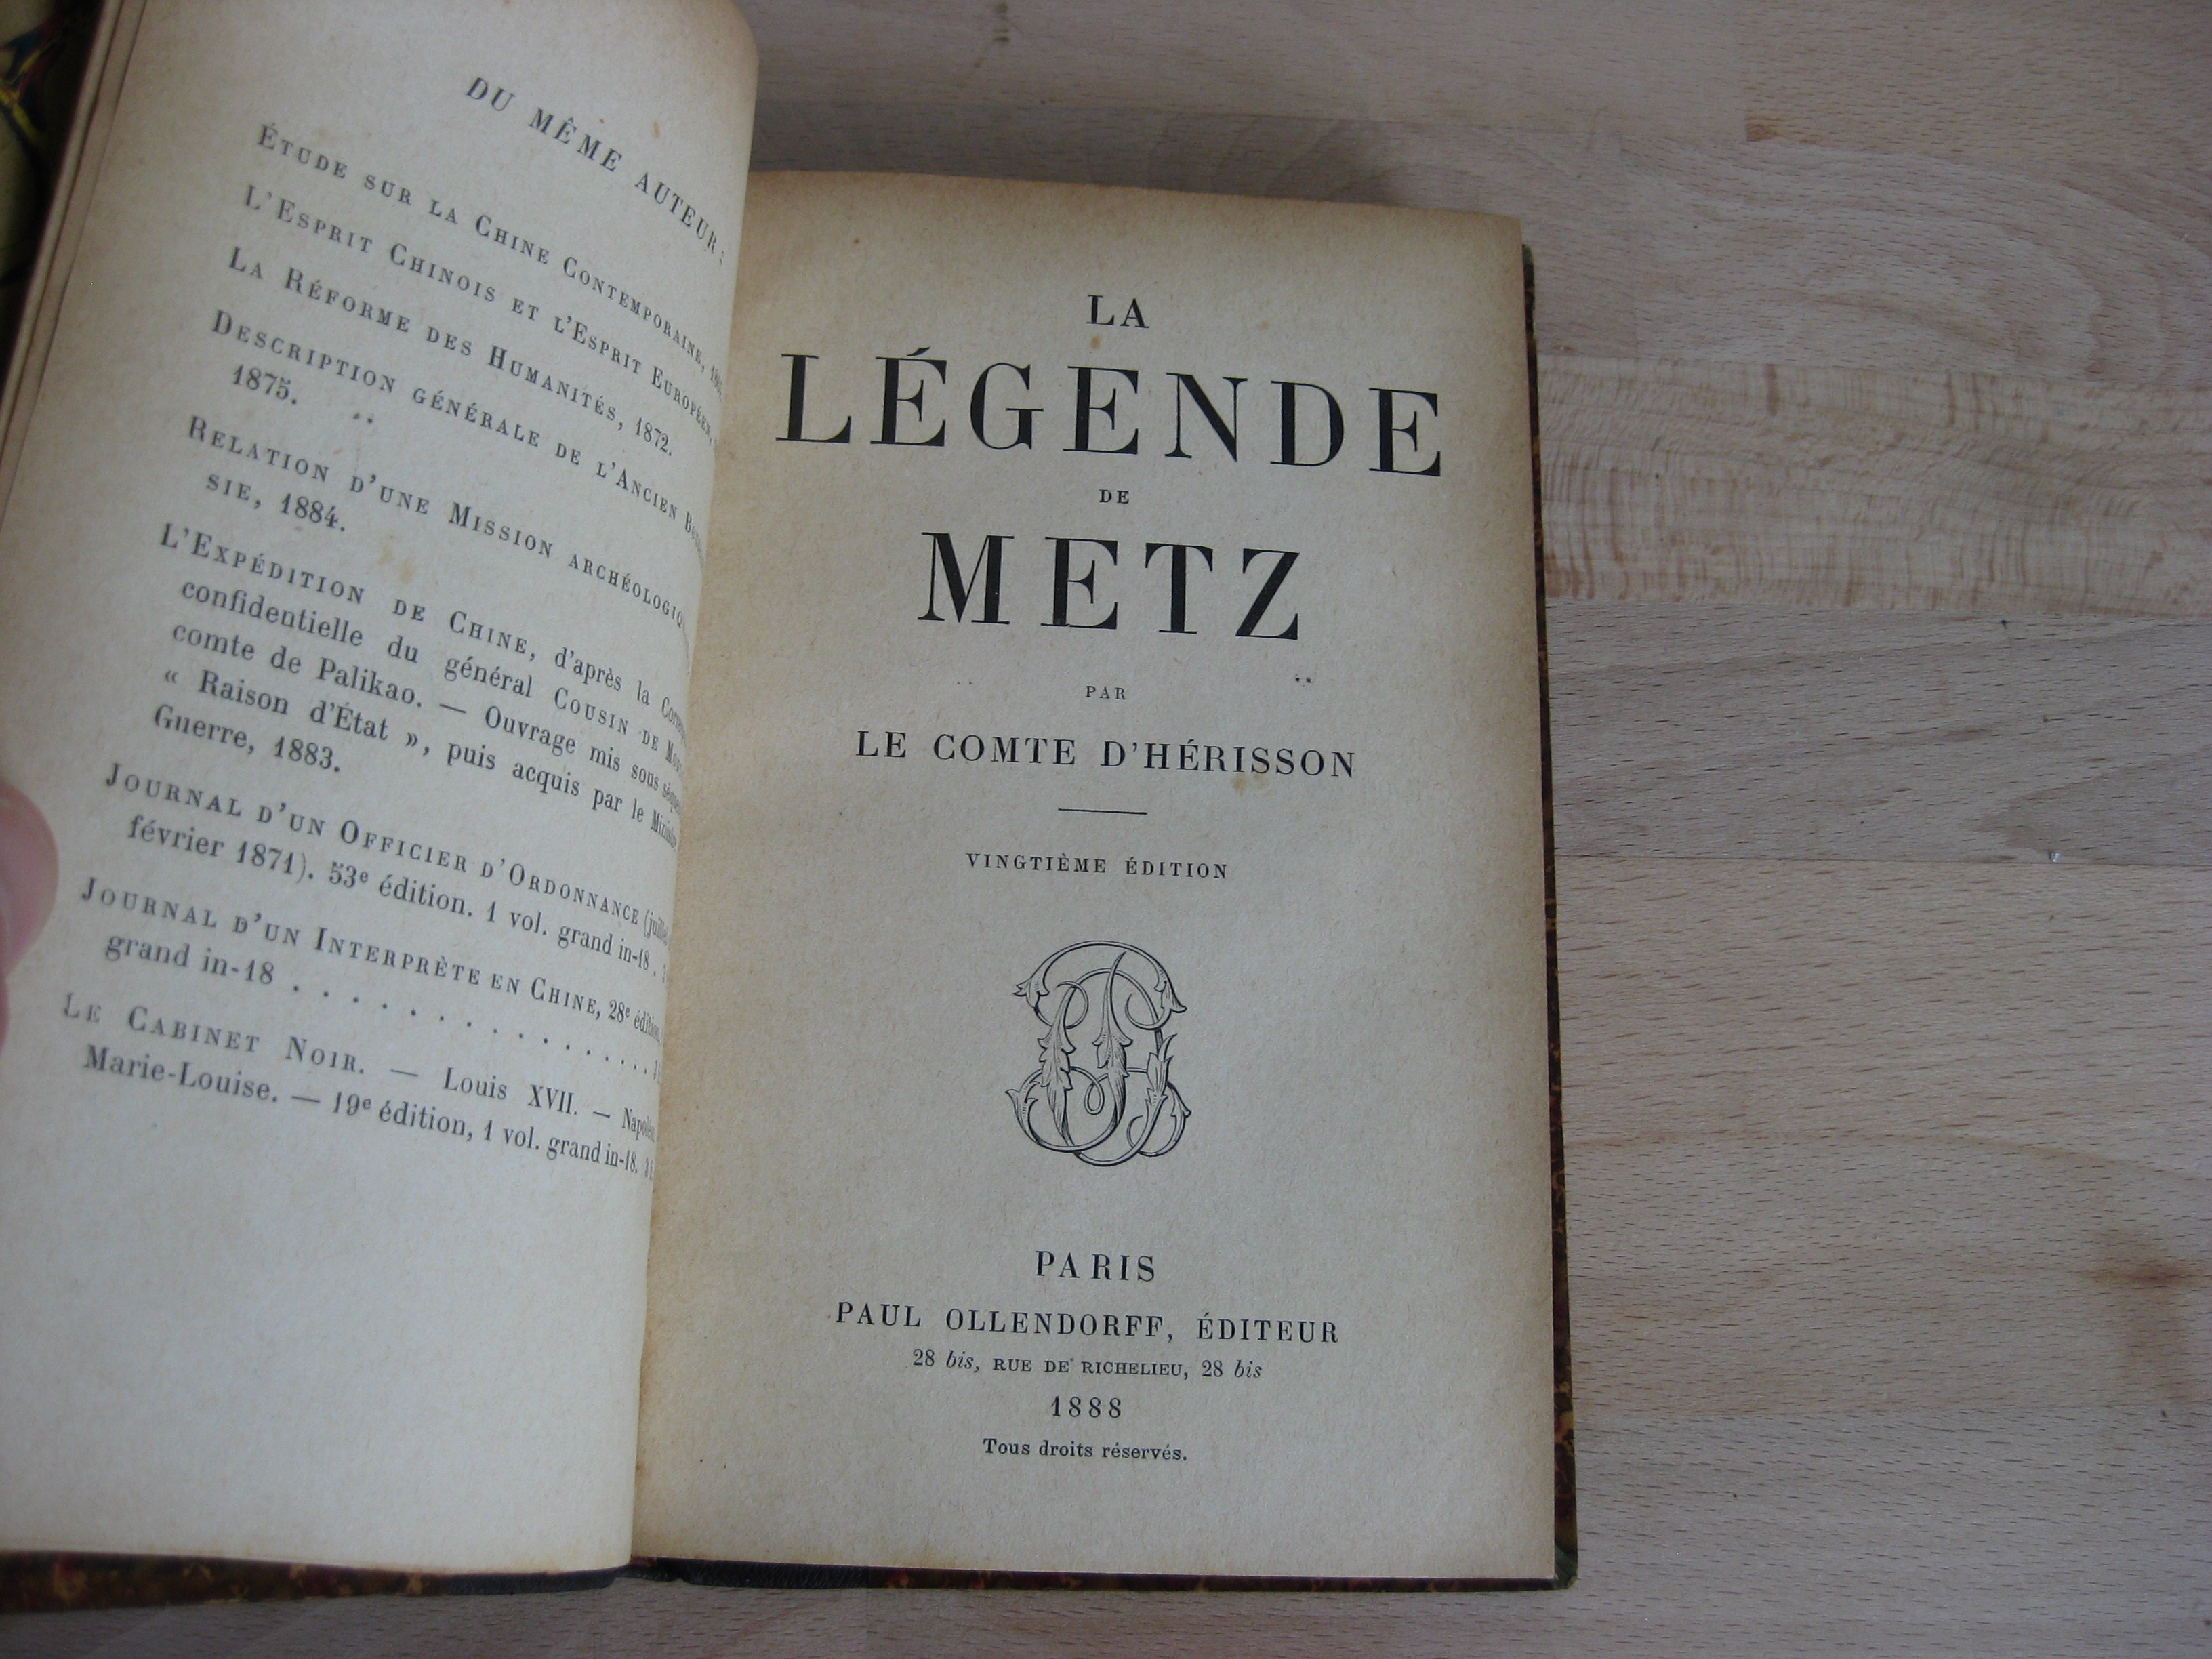 DU MÊME AUTEUR :
ÉTUDE SUR LA CHINE CONTEMPORAINE,
L'ESPRIT CHINOIS ET L'ESPRIT EUROPÉEN,
LA RÉFORME DES HUMANITÉS, 1872.
DESCRIPTION GÉNÉRALE DE L'ANCIEN
1875.
RELATION D'UNE MISSION
SIE, 1884.
L'EXPÉDITION DE CHINE, d'après la
confidentielle du général COUSIN DE
comte de Palikao. — Ouvrage mis sous
« Raison d'État », puis acquis par le
Guerre, 1883.
JOURNAL D'UN OFFICIER D'ORDONNANCE
février 1871). 53e édition. 1 vol. grand in-18.
JOURNAL D'UN INTERPRÈTE EN CHINE, 28e édition,
grand in-18 . . . . . . . . . . . . . .
LE CABINET NOIR. — Louis XVII. —
Marie-Louise. — 19e édition, 1 vol. grand in-18.
LA
LÉGENDE
DE
METZ
PAR
LE COMTE D'HÉRISSON
VINGTIÈME ÉDITION
PARIS
PAUL OLLENDORFF, ÉDITEUR
28 bis, RUE DE RICHELIEU, 28 bis
1888
Tous droits réservés.